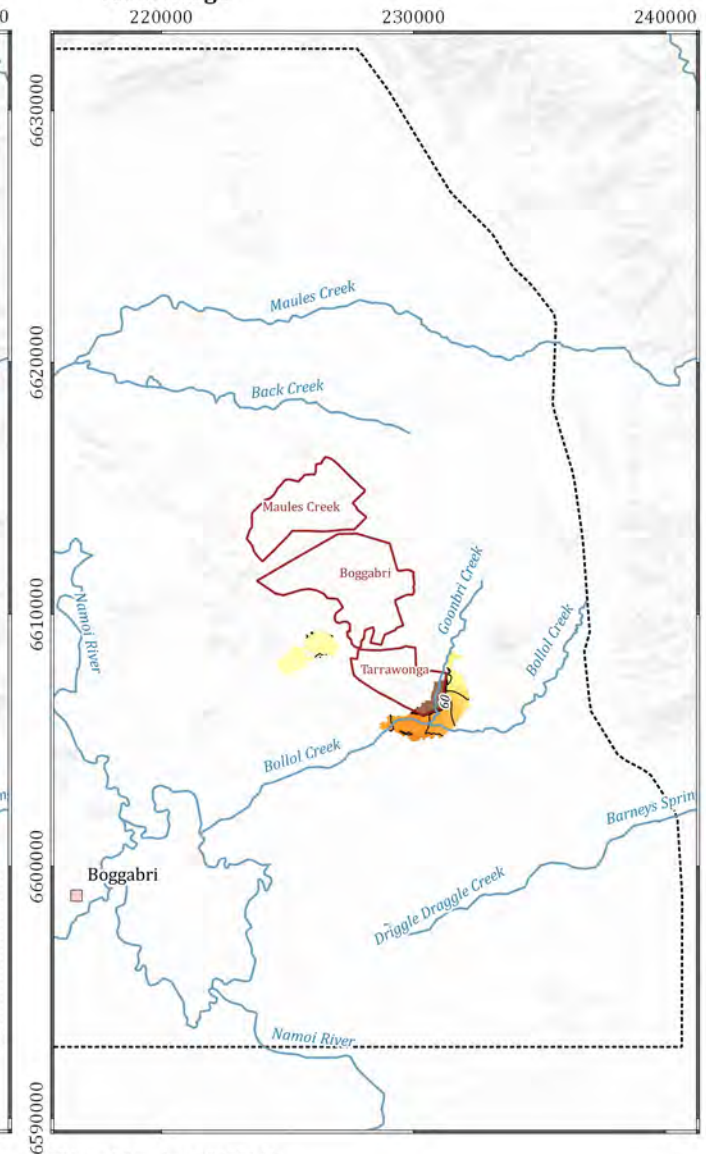 220000
230000
240000
6630000
Maules Creek
6620000
Back Creek
Maules Creek
Boggabri
Goonbri Creek
6610000
Namoi River
Bollol Creek
Tarrawonga
60
Bollol Creek
Barneys Sprin
6600000
Boggabri
Driggle Draggle Creek
Namoi River
6590000